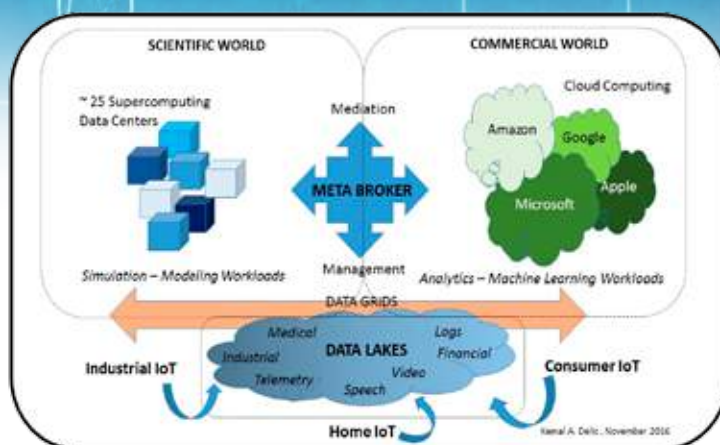 SCIENTIFIC WORLD
COMMERCIAL WORLD
~ 25 Supercomputing
Data Centers
Mediation
Cloud Computing
Amazon
Google
Apple
Microsoft
META BROKER
Management
Simulation – Modeling Workloads
Analytics – Machine Learning Workloads
DATA GRIDS
Medical
Logs
Industrial
DATA LAKES
Financial
Telemetry
Video
Speech
Industrial IoT
Consumer IoT
Home IoT
Kemal A. Delic, November 2016